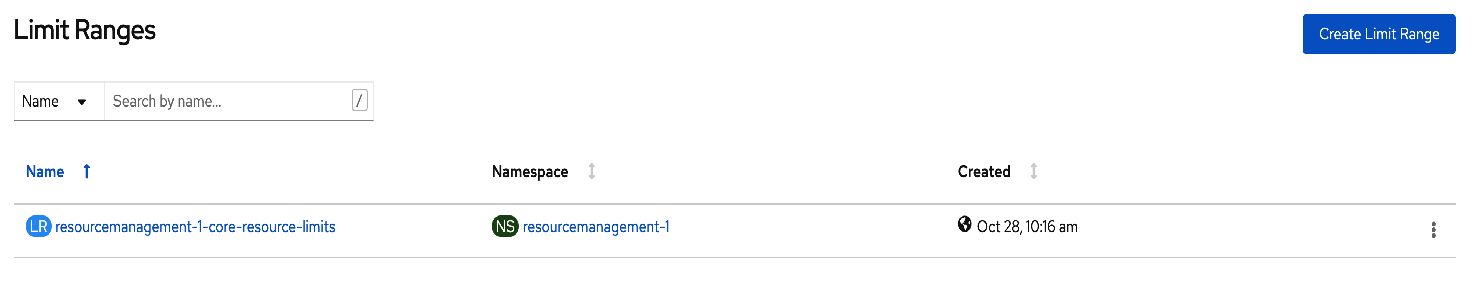 Limit Ranges
Create Limit Range
Name Search by name... /
Name Namespace Created
LR resourcemanagement-1-core-resource-limits NS resourcemanagement-1 Oct 28, 10:16 am